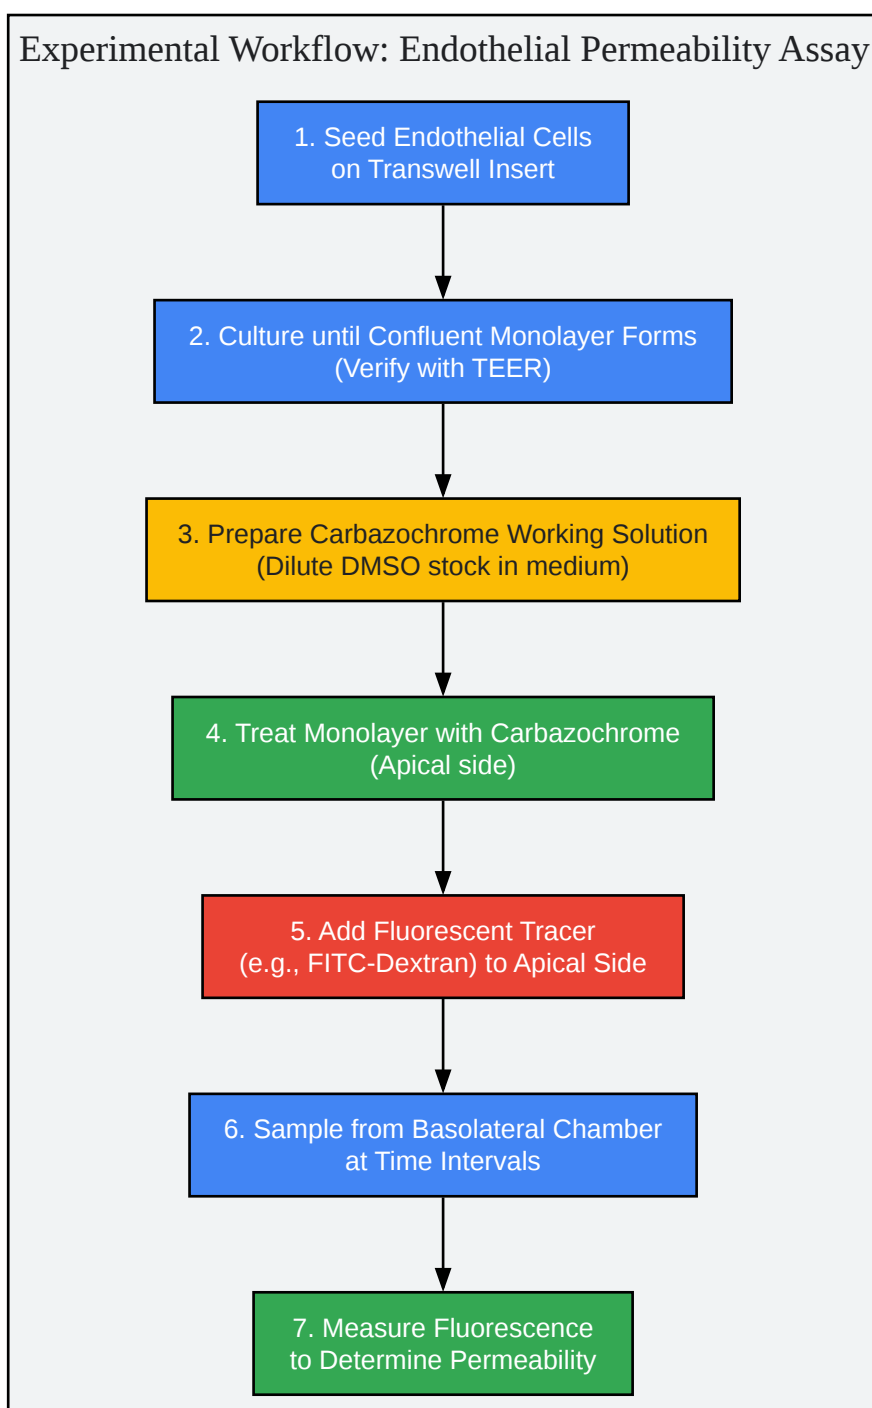 Experimental Workflow: Endothelial Permeability Assay
1. Seed Endothelial Cells
on Transwell Insert
2. Culture until Confluent Monolayer Forms
(Verify with TEER)
3. Prepare Carbazochrome Working Solution
(Dilute DMSO stock in medium)
4. Treat Monolayer with Carbazochrome
(Apical side)
5. Add Fluorescent Tracer
(e.g., FITC-Dextran) to Apical Side
6. Sample from Basolateral Chamber
at Time Intervals
7. Measure Fluorescence
to Determine Permeability